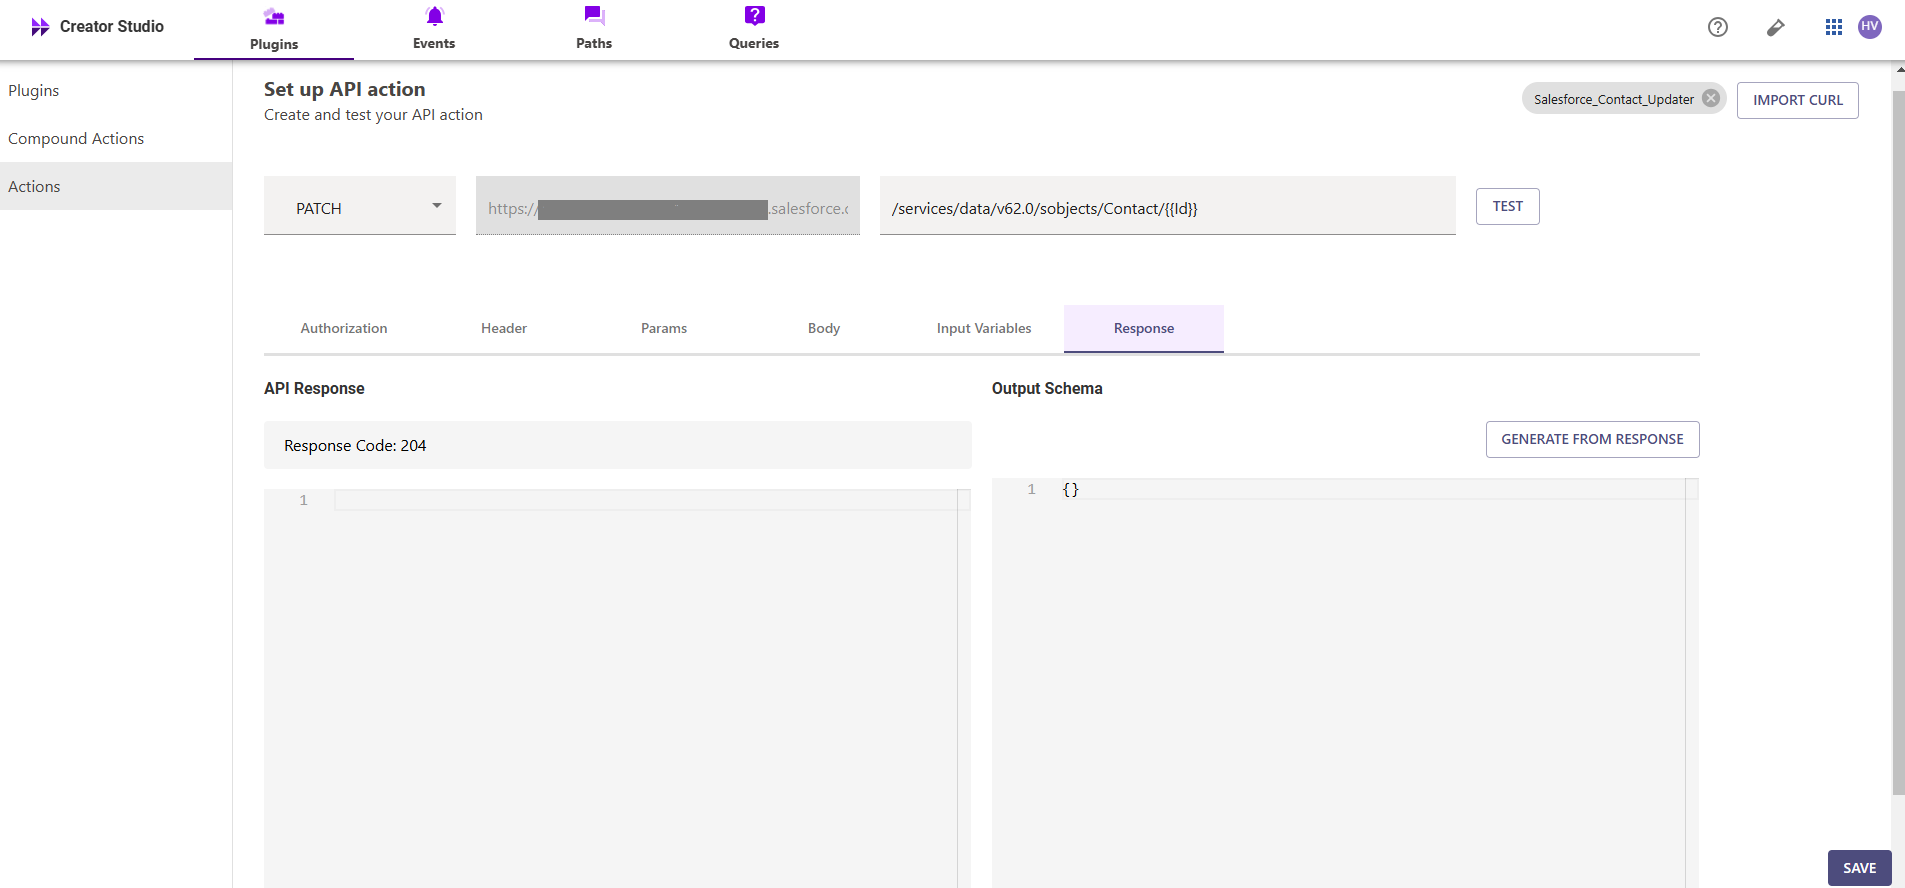 Creator Studio
Plugins
Events
Paths
Queries
HV
Plugins
Compound Actions
Actions
Set up API action
Create and test your API action
Salesforce_Contact_Updater
IMPORT CURL
PATCH
https://
.salesforce.c
/services/data/v62.0/sobjects/Contact/{{Id}}
TEST
Authorization
Header
Params
Body
Input Variables
Response
API Response
Output Schema
Response Code: 204
GENERATE FROM RESPONSE
1
1 {}
SAVE